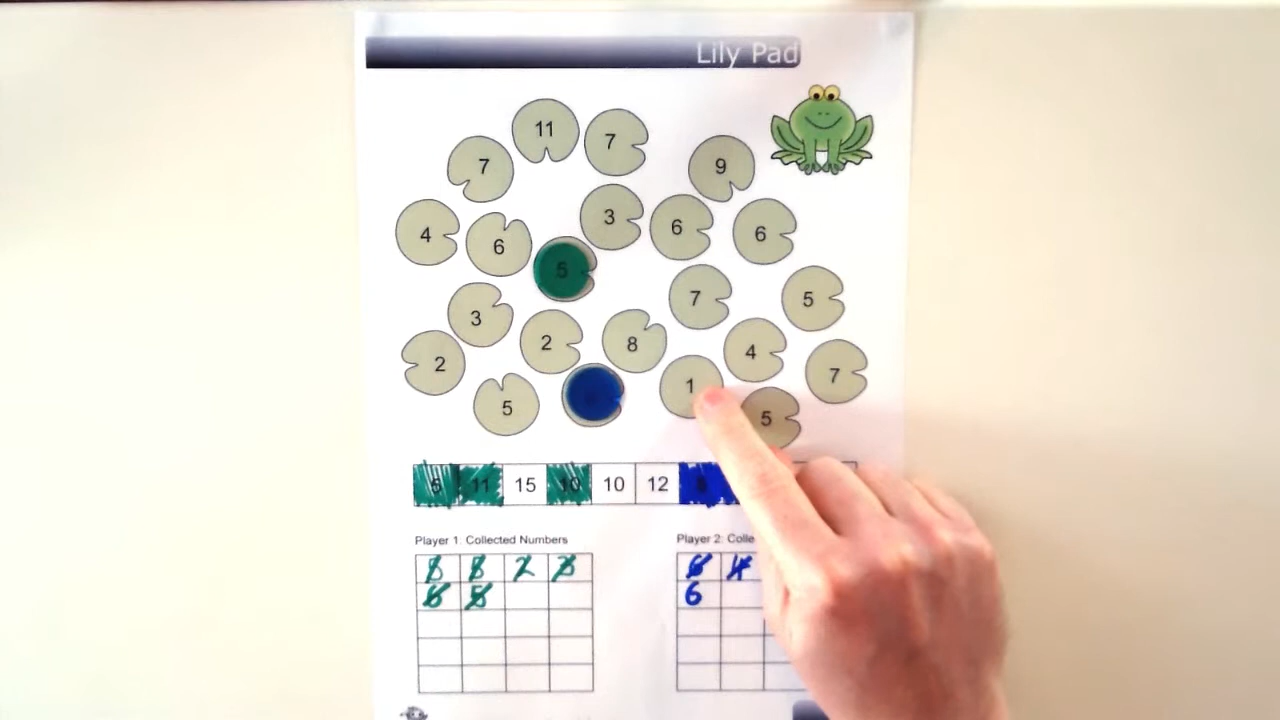 Lily Pad
11 7
7 9
4 6 3 6 6
5
7 5
3 2 8 4
2 7
5 1 5
5 11 15 10 10 12
Player 1: Collected Numbers
Player 2: Colle
8 8 2
6 4
6 5
6